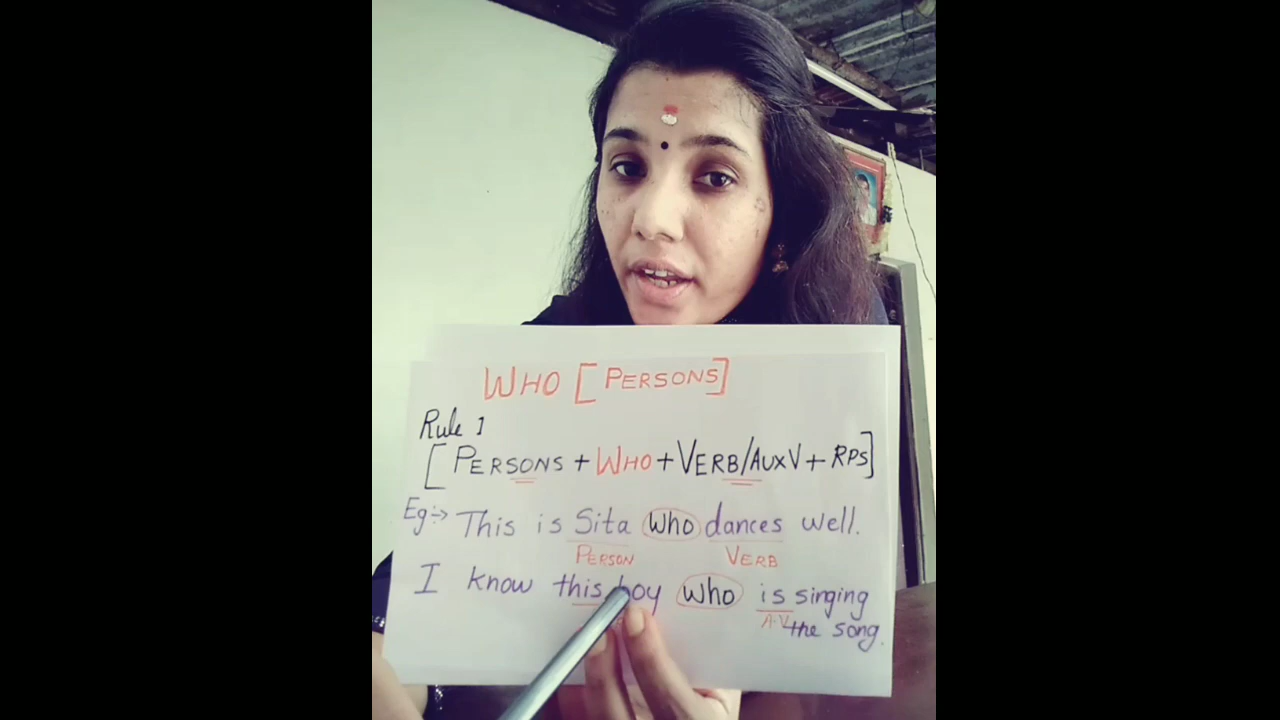 WHO [PERSONS]
Rule 1
[PERSONS + WHO + VERB/AUXV + RPS]
Eg:-> This is Sita who dances well.
PERSON VERB
I know this boy who is singing
A.V the song.